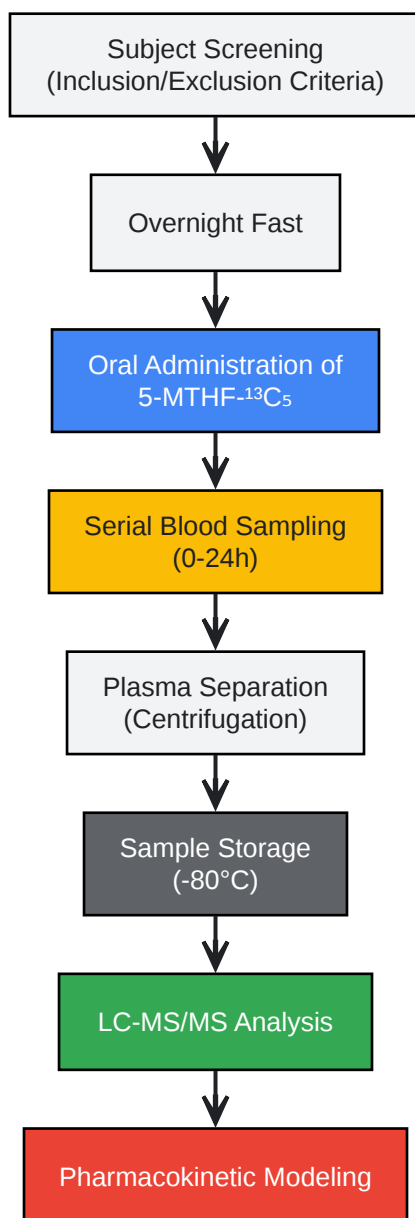 Subject Screening
(Inclusion/Exclusion Criteria)
Overnight Fast
Oral Administration of
5-MTHF-¹³C₅
Serial Blood Sampling
(0-24h)
Plasma Separation
(Centrifugation)
Sample Storage
(-80°C)
LC-MS/MS Analysis
Pharmacokinetic Modeling